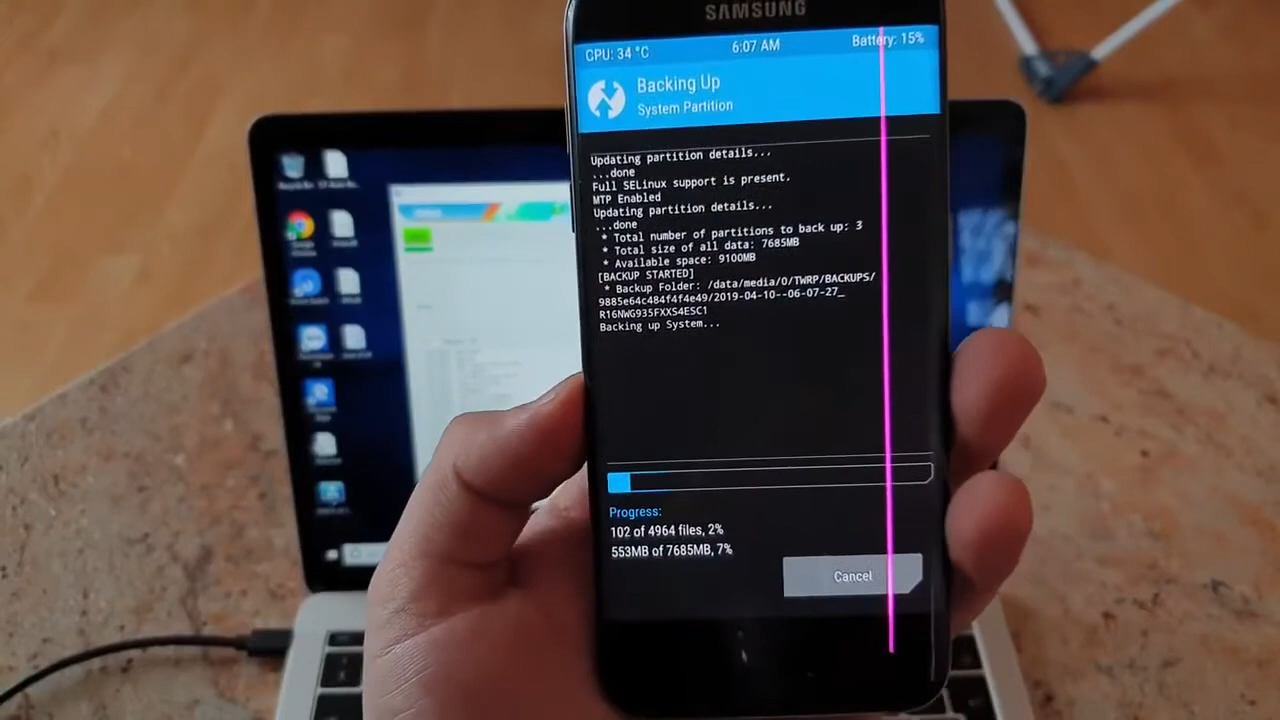 SAMSUNG
CPU: 34 °C 6:07 AM Battery: 15%
Backing Up
System Partition
Updating partition details...
...done
Full SELinux support is present.
MTP Enabled
Updating partition details...
...done
* Total number of partitions to back up: 3
* Total size of all data: 7685MB
* Available space: 9100MB
[BACKUP STARTED]
* Backup Folder: /data/media/0/TWRP/BACKUPS/
9885e64c484f4f4e49/2019-04-10--06-07-27_
R16NWG935FXXS4ESC1
Backing up System...
Progress:
102 of 4964 files, 2%
553MB of 7685MB, 7%
Cancel